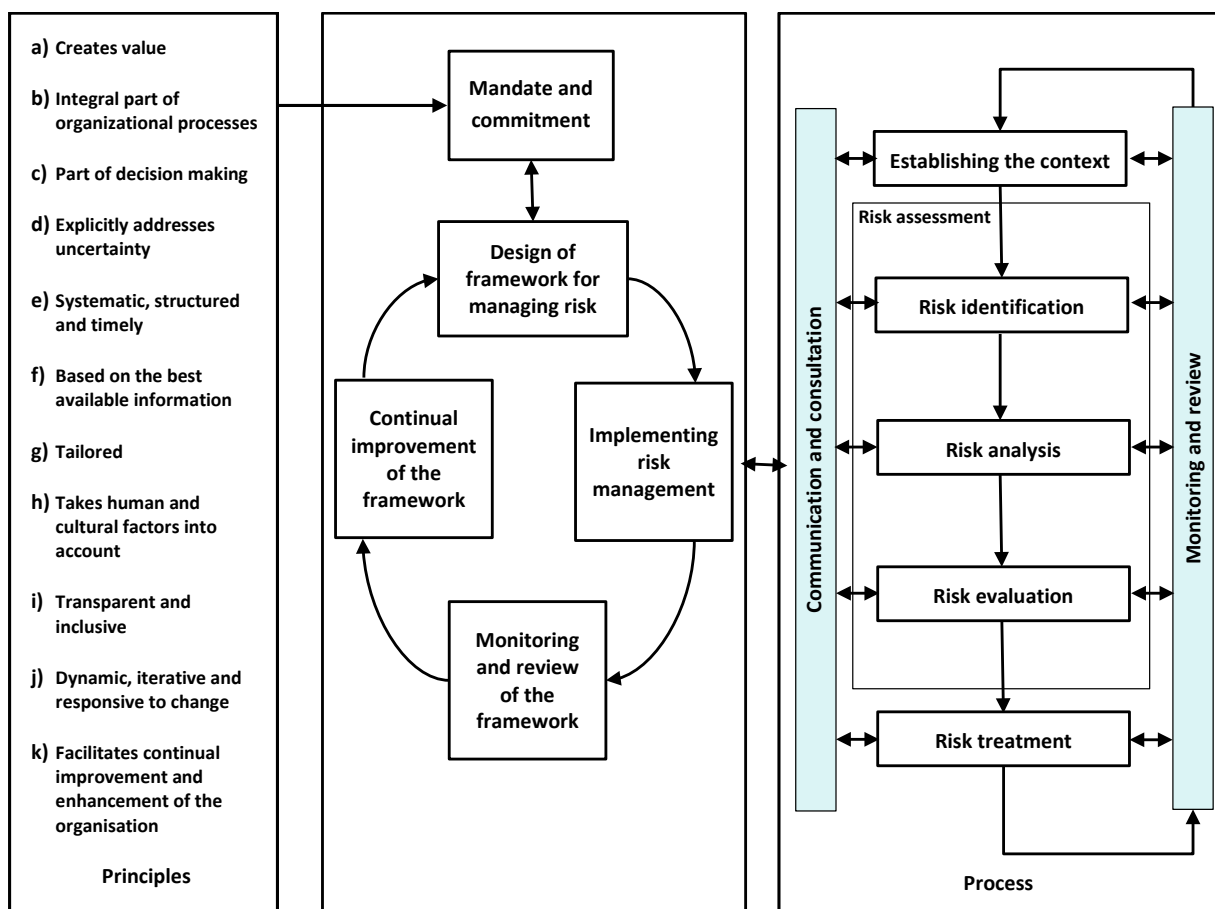 a) Creates value
b) Integral part of
organizational processes
c) Part of decision making
d) Explicitly addresses
uncertainty
e) Systematic, structured
and timely
f) Based on the best
available information
g) Tailored
h) Takes human and
cultural factors into
account
i) Transparent and
inclusive
j) Dynamic, iterative and
responsive to change
k) Facilitates continual
improvement and
enhancement of the
organisation
Principles
Mandate and
commitment
Design of
framework for
managing risk
Continual
improvement
of the
framework
Implementing
risk
management
Monitoring
and review
of the
framework
Communication and consultation
Establishing the context
Risk assessment
Risk identification
Risk analysis
Risk evaluation
Risk treatment
Monitoring and review
Process